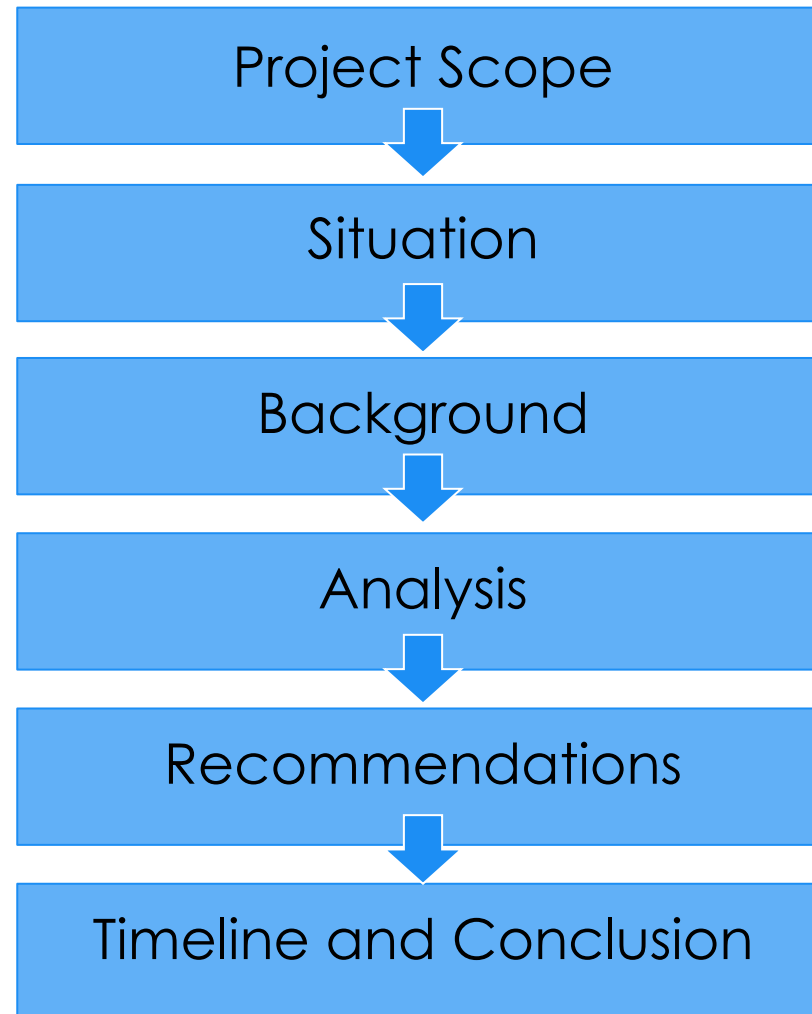 Project Scope
Situation
Background
Analysis
Recommendations
Timeline and Conclusion